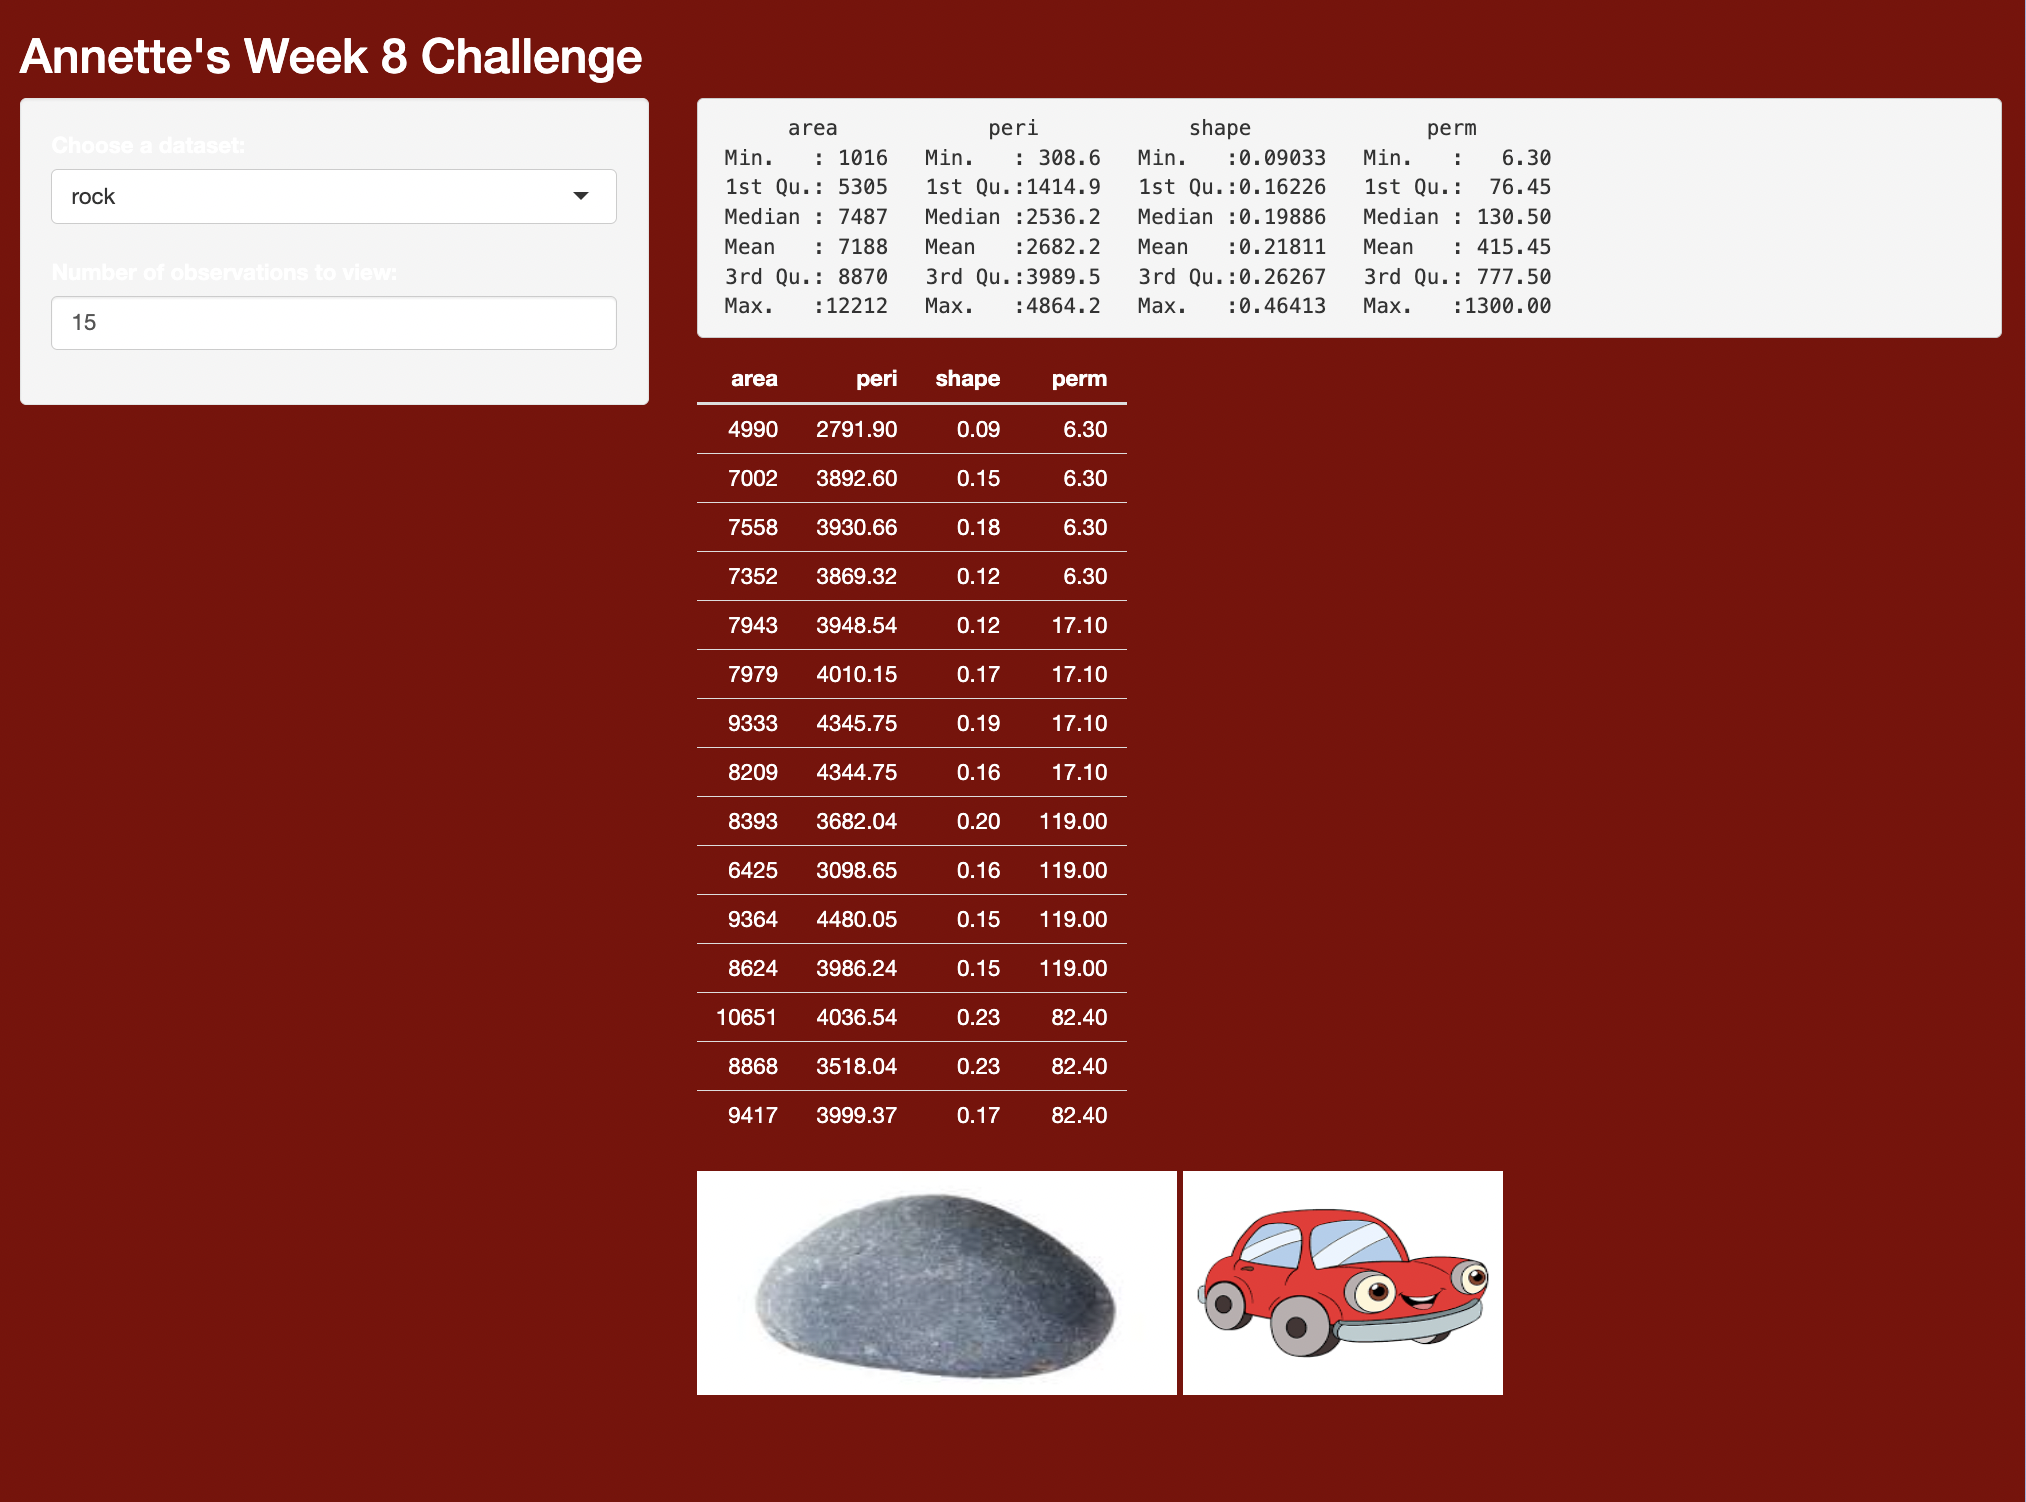 Annette's Week 8 Challenge
Choose a dataset:
rock
Number of observations to view:
15
area peri shape perm
Min. : 1016 Min. : 308.6 Min. :0.09033 Min. : 6.30
1st Qu.: 5305 1st Qu.:1414.9 1st Qu.:0.16226 1st Qu.: 76.45
Median : 7487 Median :2536.2 Median :0.19886 Median : 130.50
Mean : 7188 Mean :2682.2 Mean :0.21811 Mean : 415.45
3rd Qu.: 8870 3rd Qu.:3989.5 3rd Qu.:0.26267 3rd Qu.: 777.50
Max. :12212 Max. :4864.2 Max. :0.46413 Max. :1300.00
area peri shape perm
4990 2791.90 0.09 6.30
7002 3892.60 0.15 6.30
7558 3930.66 0.18 6.30
7352 3869.32 0.12 6.30
7943 3948.54 0.12 17.10
7979 4010.15 0.17 17.10
9333 4345.75 0.19 17.10
8209 4344.75 0.16 17.10
8393 3682.04 0.20 119.00
6425 3098.65 0.16 119.00
9364 4480.05 0.15 119.00
8624 3986.24 0.15 119.00
10651 4036.54 0.23 82.40
8868 3518.04 0.23 82.40
9417 3999.37 0.17 82.40